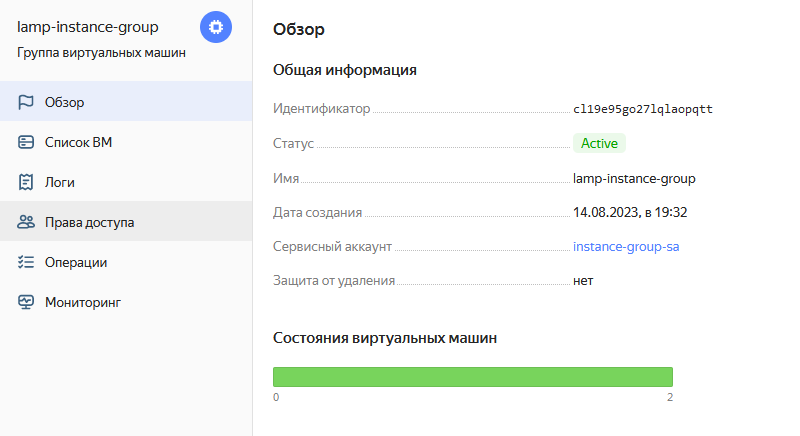 lamp-instance-group
Группа виртуальных машин
Обзор
Список ВМ
Логи
Права доступа
Операции
Мониторинг
Обзор
Общая информация
Идентификатор cl19e95go27lqlaopqtt
Статус Active
Имя lamp-instance-group
Дата создания 14.08.2023, в 19:32
Сервисный аккаунт instance-group-sa
Защита от удаления нет
Состояния виртуальных машин
0 2